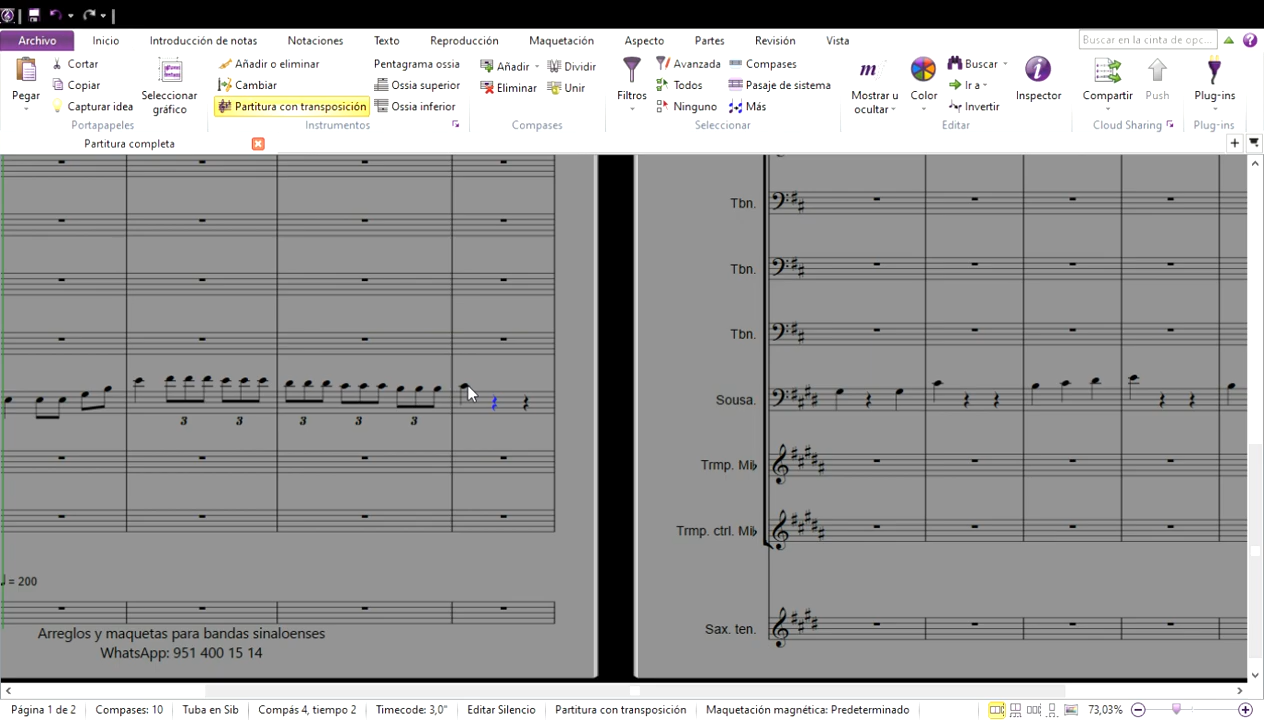 Archivo Inicio Introducción de notas Notaciones Texto Reproducción Maquetación Aspecto Partes Revisión Vista Buscar en la cinta de opc...
Pegar Cortar Copiar Capturar idea Seleccionar gráfico
Portapapeles
Añadir o eliminar Pentagrama ossia
Cambiar Ossia superior
Partitura con transposición Ossia inferior
Instrumentos
Añadir Dividir
Eliminar Unir
Compases
Filtros
Avanzada Compases
Todos Pasaje de sistema
Ninguno Más
Seleccionar
Mostrar u ocultar Color
Buscar
Ir a
Invertir
Inspector
Editar
Compartir Push
Cloud Sharing
Plug-ins
Plug-ins
Partitura completa
Tbn.
Tbn.
Tbn.
Sousa.
3 3 3 3 3
Trmp. Mi♭
Trmp. ctrl. Mi♭
♩ = 200
Sax. ten.
Arreglos y maquetas para bandas sinaloenses
WhatsApp: 951 400 15 14
Página 1 de 2 Compases: 10 Tuba en Sib Compás 4, tiempo 2 Timecode: 3,0" Editar Silencio Partitura con transposición Maquetación magnética: Predeterminado 73,03%